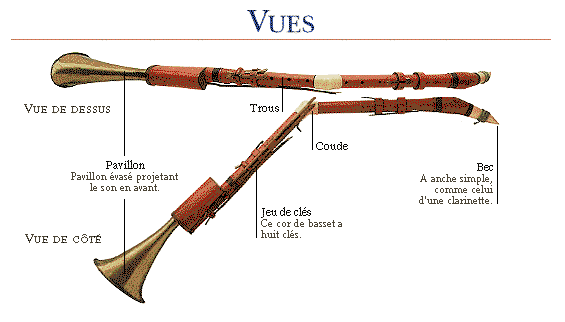 VUES
VUE DE DESSUS
Trous
Coude
Pavillon
Pavillon évasé projetant
le son en avant.
Bec
A anche simple,
comme celui
d'une clarinette.
Jeu de clés
Ce cor de basset a
huit clés.
VUE DE CÔTÉ